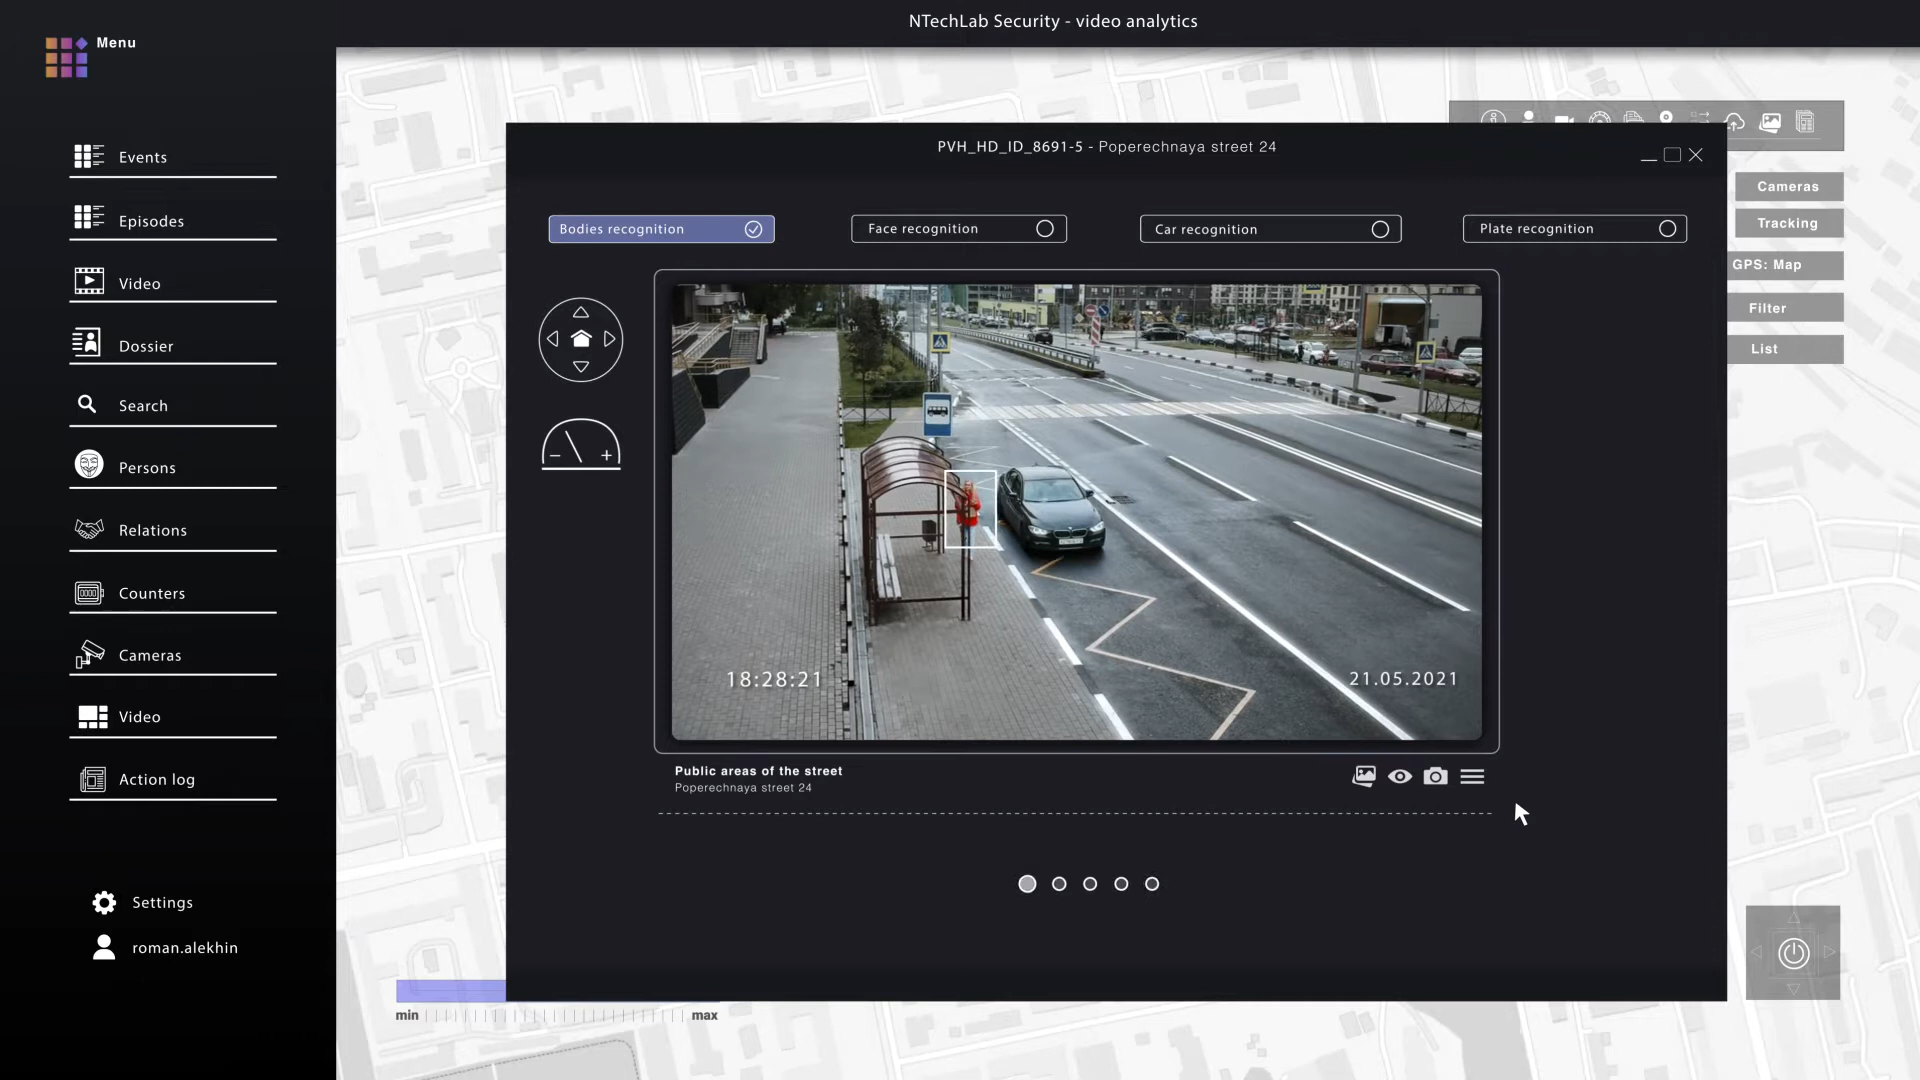 NTechLab Security - video analytics
Menu
Events
Episodes
Video
Dossier
Search
Persons
Relations
Counters
Cameras
Video
Action log
Settings
roman.alekhin
PVH_HD_ID_8691-5 - Poperechnaya street 24
Bodies recognition
Face recognition
Car recognition
Plate recognition
18:28:21
21.05.2021
Public areas of the street
Poperechnaya street 24
Cameras
Tracking
GPS: Map
Filter
List
min
max